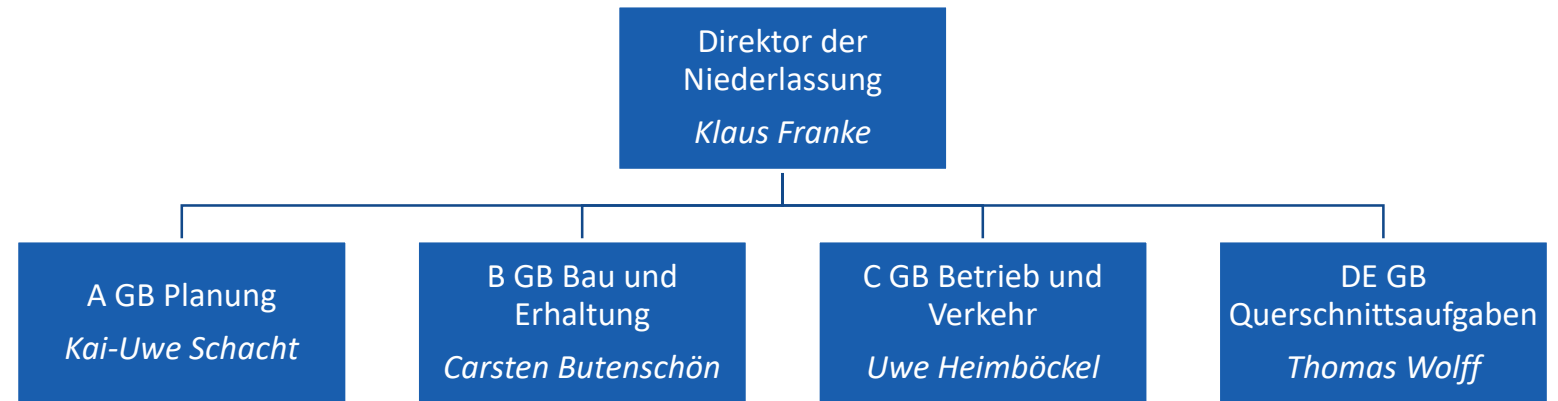 Direktor der
Niederlassung
Klaus Franke
A GB Planung
Kai-Uwe Schacht
B GB Bau und
Erhaltung
Carsten Butenschön
C GB Betrieb und
Verkehr
Uwe Heimböckel
DE GB
Querschnittsaufgaben
Thomas Wolff